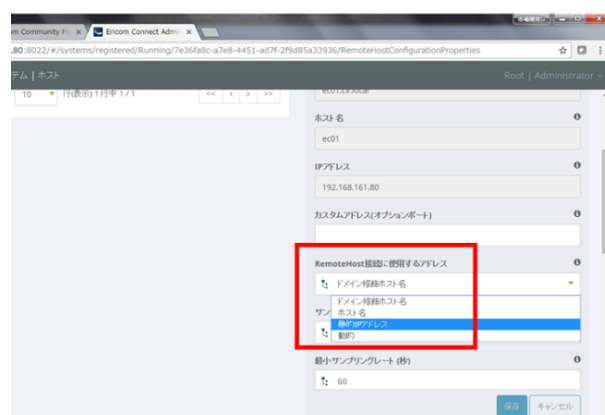 om Community Fo
Ericom Connect Admi
.80:8022/#/systems/registered/Running/7e36fa8c-a7e8-4451-ad7f-2f9d85a33936/RemoteHostConfigurationProperties
テム | ホスト
Root | Administrator
10 行(表示) 1 行中 1 / 1
<< < > >>
ec01.cv.local
ホスト名
ec01
IPアドレス
192.168.161.80
カスタムアドレス(オプションポート)
RemoteHost接続に使用するアドレス
ドメイン修飾ホスト名
ドメイン修飾ホスト名
ホスト名
サン
静的IPアドレス
動的
最小サンプリングレート (秒)
60
保存
キャンセル